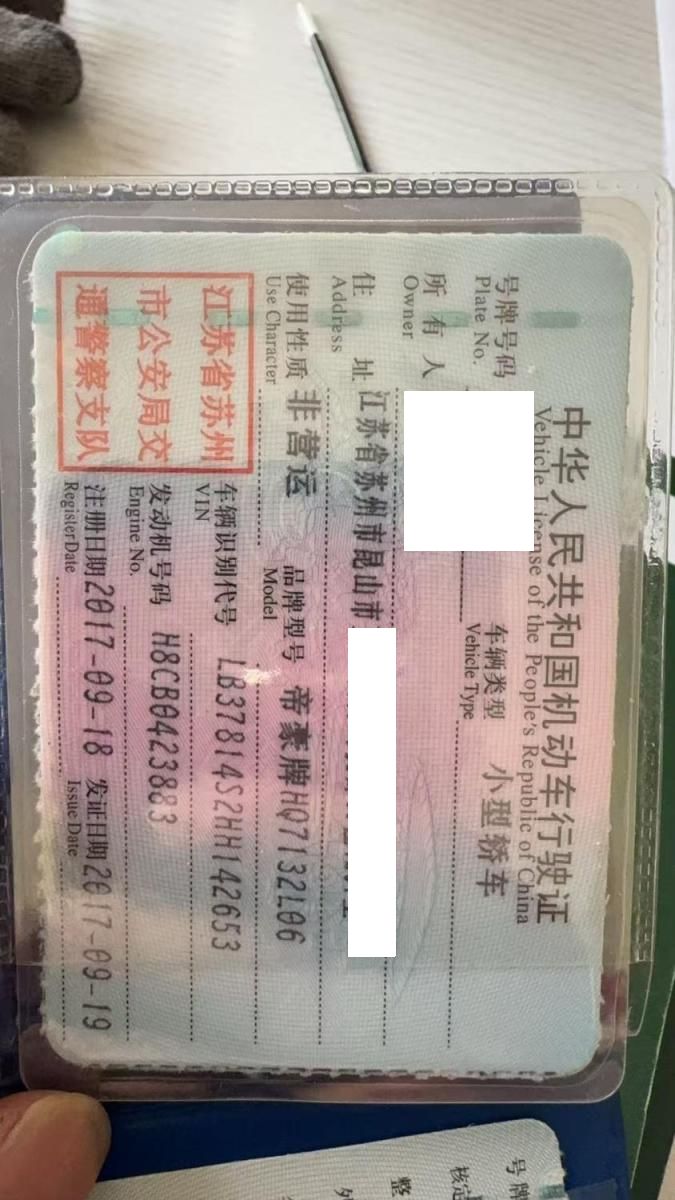 中华人民共和国机动车行驶证
Vehicle License of the People's Republic of China
号牌号码
Plate No.
车辆类型 小型轿车
Vehicle Type
所有人
Owner
住址 江苏省苏州市昆山市
Address
使用性质 非营运
Use Character
品牌型号 帝豪牌HQ7132L06
Model
江苏省苏州
市公安局交
通警察支队
车辆识别代号 LB37814S2HH142653
VIN
发动机号码 H8CB0423883
Engine No.
注册日期 2017-09-18
RegislerDate
发证日期 2017-09-19
Issue Date
号牌
核定
整